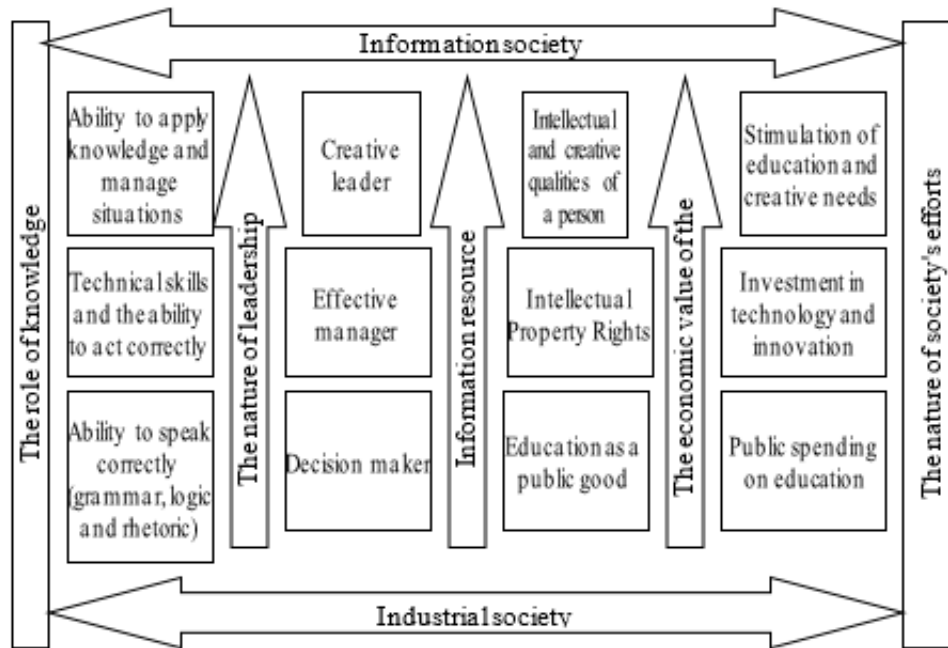 Information society
The role of knowledge
Ability to apply
knowledge and
manage
situations
Technical skills
and the ability
to act correctly
Ability to speak
correctly
(grammar, logic
and rhetoric)
The nature of leadership
Creative
leader
Effective
manager
Decision maker
Information resource
Intellectual
and creative
qualities of
a person
Intellectual
Property Rights
Education as a
public good
The economic value of the
Stimulation of
education and
creative needs
Investment in
technology and
innovation
Public spending
on education
The nature of society's efforts
Industrial society